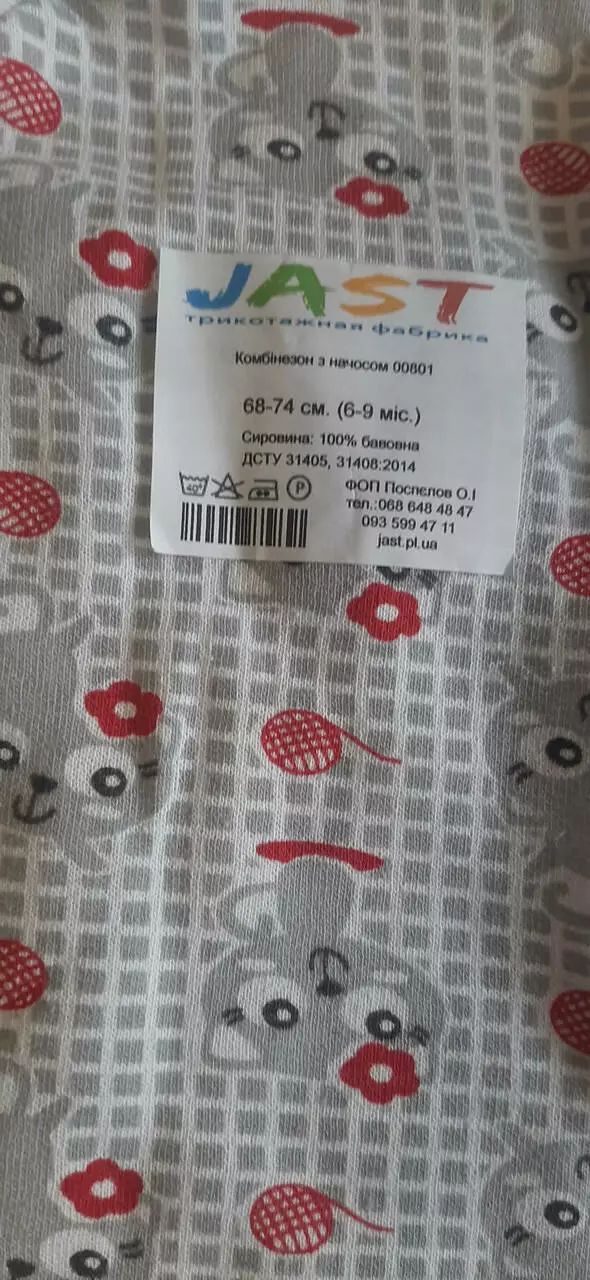 JAST
трикотажная фабрика
Комбінезон з начосом 00801
68-74 см. (6-9 міс.)
Сировина: 100% бавовна
ДСТУ 31405, 31408:2014
40°
P
ФОП Поспєлов О.І
тел.:068 648 48 47
093 599 47 11
jast.pl.ua